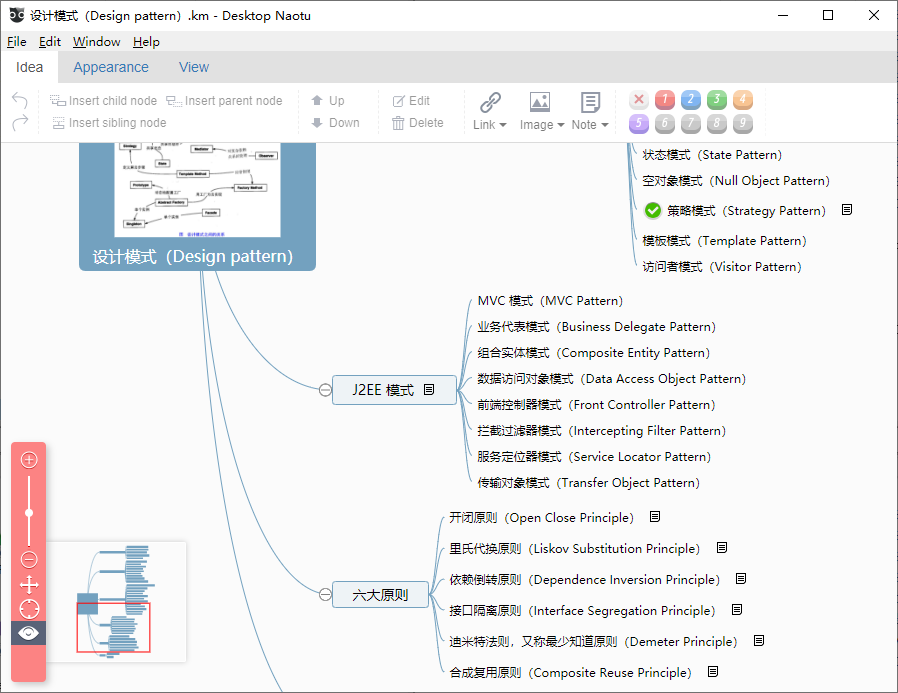 设计模式（Design pattern）.km - Desktop Naotu
File Edit Window Help
Idea Appearance View
Insert child node Insert parent node
Insert sibling node
Up
Down
Edit
Delete
Link Image Note
1 2 3 4
5 6 7 8 9
Strategy
Mediator
Observer
Template Method
Prototype
Factory Method
Abstract Factory
Facade
Singleton
设计模式（Design pattern）
状态模式（State Pattern）
空对象模式（Null Object Pattern）
策略模式（Strategy Pattern）
模板模式（Template Pattern）
访问者模式（Visitor Pattern）
J2EE 模式
MVC 模式（MVC Pattern）
业务代表模式（Business Delegate Pattern）
组合实体模式（Composite Entity Pattern）
数据访问对象模式（Data Access Object Pattern）
前端控制器模式（Front Controller Pattern）
拦截过滤器模式（Intercepting Filter Pattern）
服务定位器模式（Service Locator Pattern）
传输对象模式（Transfer Object Pattern）
六大原则
开闭原则（Open Close Principle）
里氏代换原则（Liskov Substitution Principle）
依赖倒转原则（Dependence Inversion Principle）
接口隔离原则（Interface Segregation Principle）
迪米特法则，又称最少知道原则（Demeter Principle）
合成复用原则（Composite Reuse Principle）